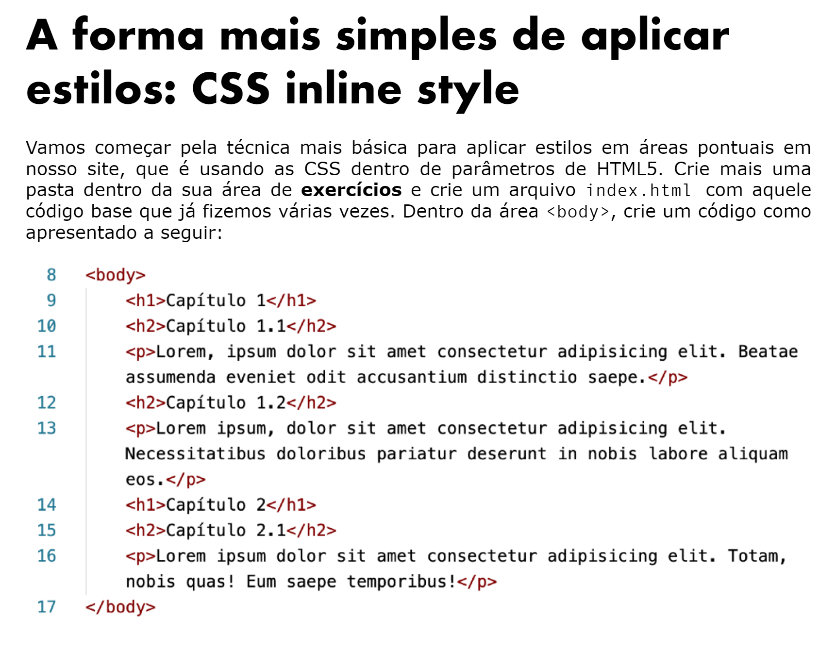 A forma mais simples de aplicar
estilos: CSS inline style
Vamos começar pela técnica mais básica para aplicar estilos em áreas pontuais em
nosso site, que é usando as CSS dentro de parâmetros de HTML5. Crie mais uma
pasta dentro da sua área de exercícios e crie um arquivo index.html com aquele
código base que já fizemos várias vezes. Dentro da área <body>, crie um código como
apresentado a seguir:
8 <body>
9 <h1>Capítulo 1</h1>
10 <h2>Capítulo 1.1</h2>
11 <p>Lorem, ipsum dolor sit amet consectetur adipisicing elit. Beatae
assumenda eveniet odit accusantium distinctio saepe.</p>
12 <h2>Capítulo 1.2</h2>
13 <p>Lorem ipsum, dolor sit amet consectetur adipisicing elit.
Necessitatibus doloribus pariatur deserunt in nobis labore aliquam
eos.</p>
14 <h1>Capítulo 2</h1>
15 <h2>Capítulo 2.1</h2>
16 <p>Lorem ipsum dolor sit amet consectetur adipisicing elit. Totam,
nobis quas! Eum saepe temporibus!</p>
17 </body>